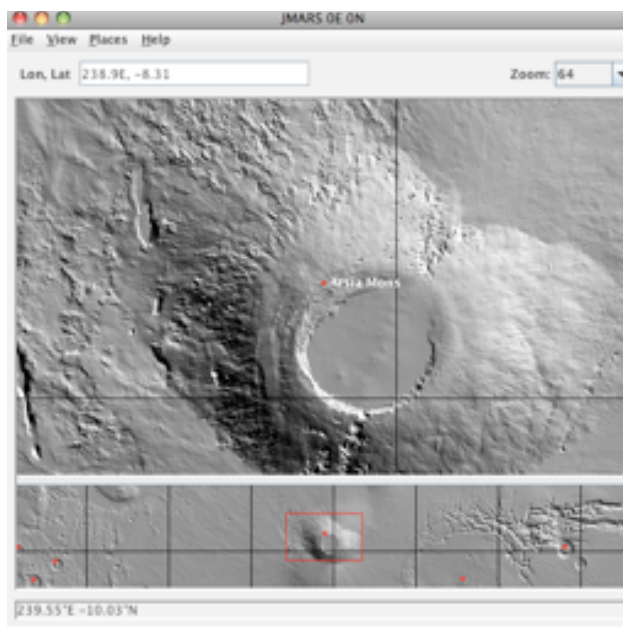 JMARS 0E 0N
File View Places Help
Lon, Lat 238.9E, -8.31 Zoom: 64
Arsia Mons
239.55°E -10.03°N